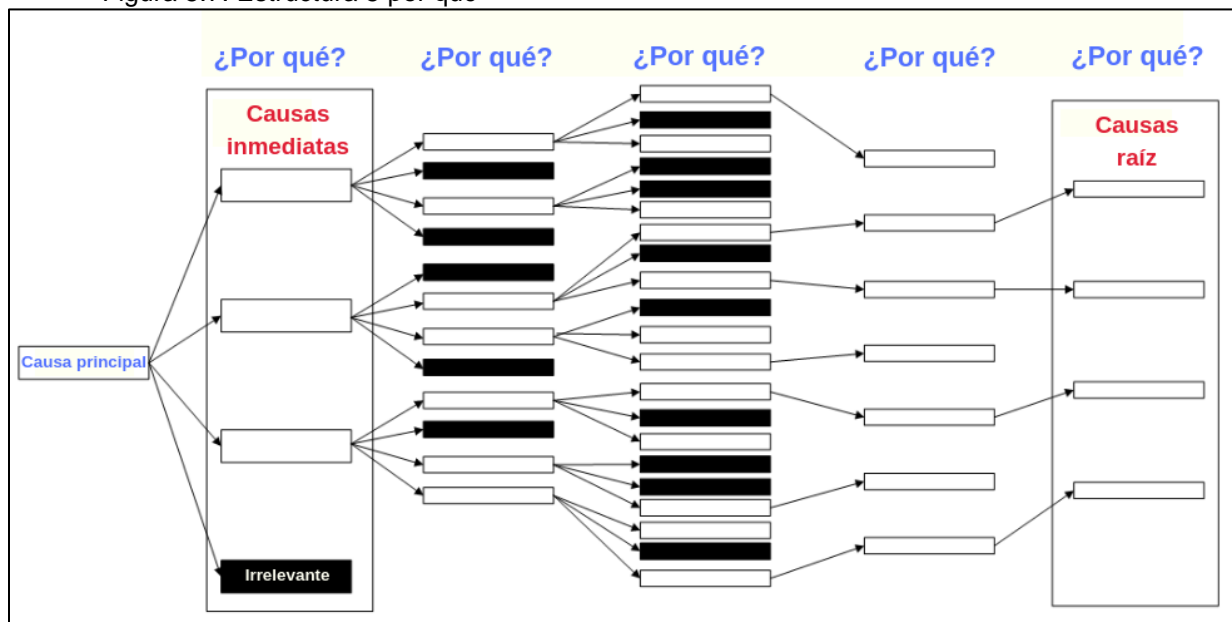 ¿Por qué? ¿Por qué? ¿Por qué? ¿Por qué? ¿Por qué?
Causas
inmediatas
Causas
raíz
Causa principal
Irrelevante